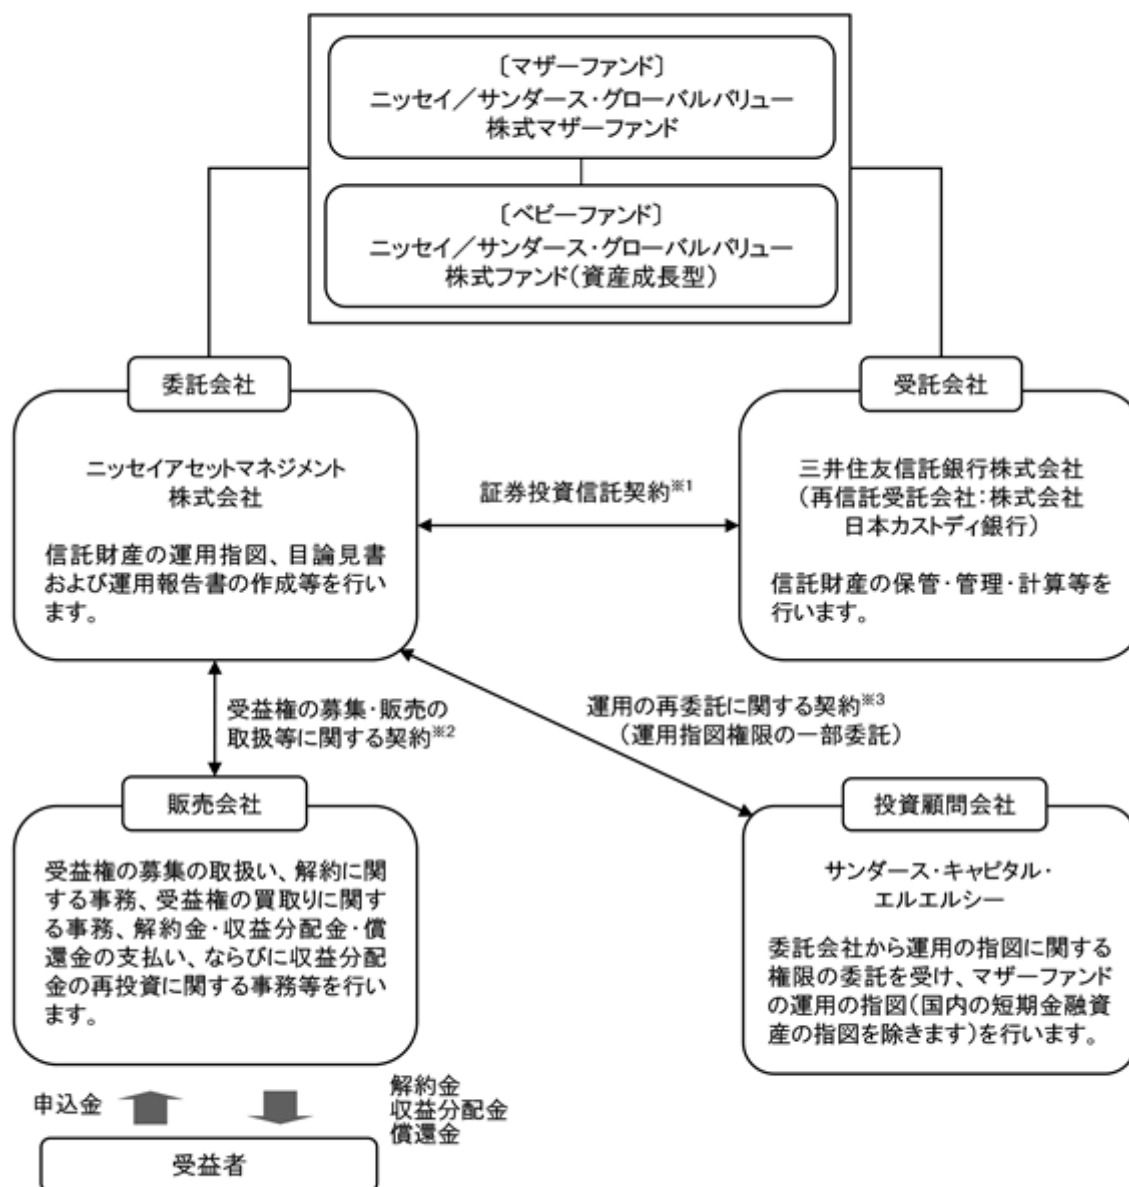 〔マザーファンド〕
ニッセイ／サンダース・グローバルバリュー
株式マザーファンド
〔ベビーファンド〕
ニッセイ／サンダース・グローバルバリュー
株式ファンド（資産成長型）
委託会社
ニッセイアセットマネジメント
株式会社
信託財産の運用指図、目論見書
および運用報告書の作成等を行い
ます。
証券投資信託契約※1
受託会社
三井住友信託銀行株式会社
（再信託受託会社：株式会社
日本カストディ銀行）
信託財産の保管・管理・計算等を
行います。
受益権の募集・販売の
取扱等に関する契約※2
運用の再委託に関する契約※3
（運用指図権限の一部委託）
販売会社
受益権の募集の取扱い、解約に関
する事務、受益権の買取りに関す
る事務、解約金・収益分配金・償
還金の支払い、ならびに収益分配
金の再投資に関する事務等を行い
ます。
投資顧問会社
サンダース・キャピタル・
エルエルシー
委託会社から運用の指図に関する
権限の委託を受け、マザーファンド
の運用の指図（国内の短期金融資
産の指図を除きます）を行います。
申込金
解約金
収益分配金
償還金
受益者